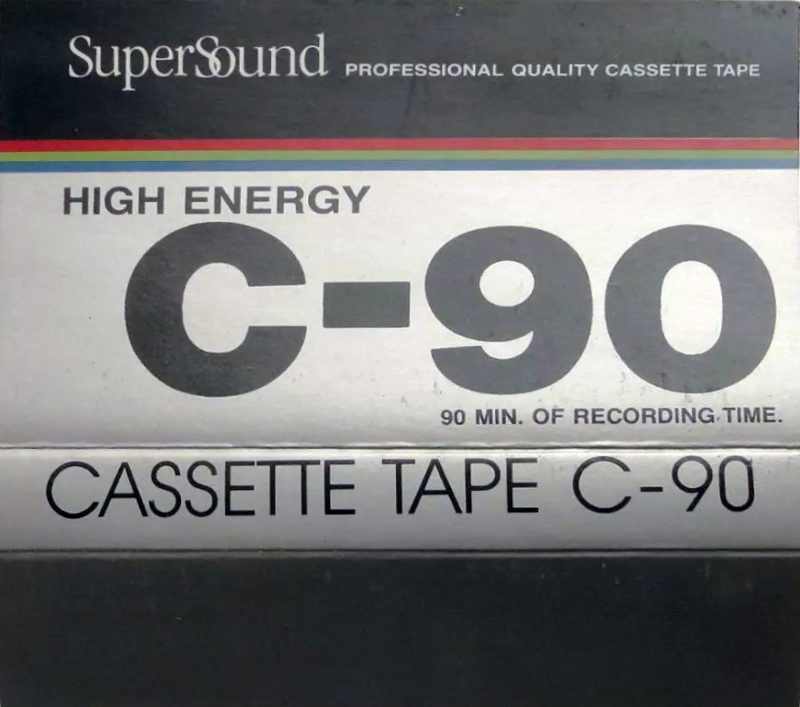 SuperSound PROFESSIONAL QUALITY CASSETTE TAPE
HIGH ENERGY
C-90
90 MIN. OF RECORDING TIME.
CASSETTE TAPE C-90